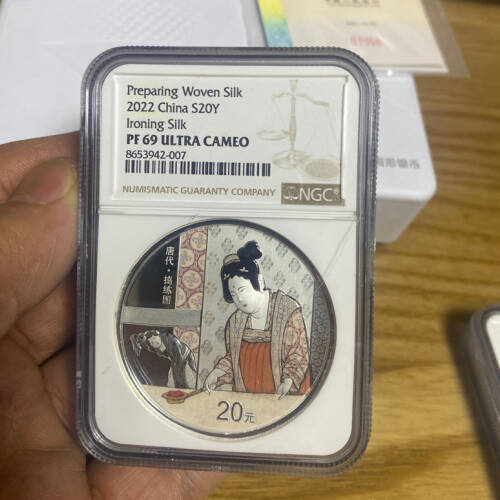 Preparing Woven Silk
2022 China S20Y
Ironing Silk
PF 69 ULTRA CAMEO
8653942-007
NUMISMATIC GUARANTY COMPANY
NGC
唐代·捣练图
20元